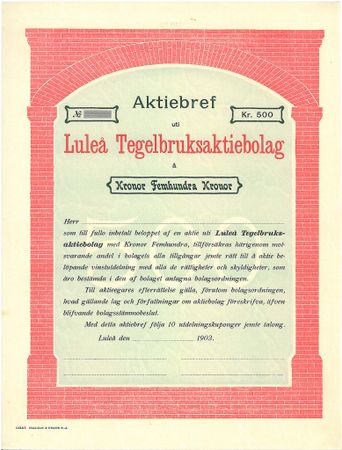 Aktiebref
№
Kr. 500
uti
Luleå Tegelbruksaktiebolag
å
Kronor Femhundra Kronor
Herr
som till fullo inbetalt beloppet af en aktie uti Luleå Tegelbruks-
aktiebolag med Kronor Femhundra, tillförsäkras härigenom mot-
svarande andel i bolagets alla tillgångar jemte rätt till å aktie be-
löpande vinstutdelning med alla de rättigheter och skyldigheter, som
äro bestämda i den af bolaget antagna bolagsordningen.
Till aktieegares efterrättelse gälla, förutom bolagsordningen,
hvad gällande lag och författningar om aktiebolag föreskrifva, äfven
blifvande bolagsstämmobeslut.
Med detta aktiebref följa 10 utdelningskuponger jemte talong.
Luleå den 1903.